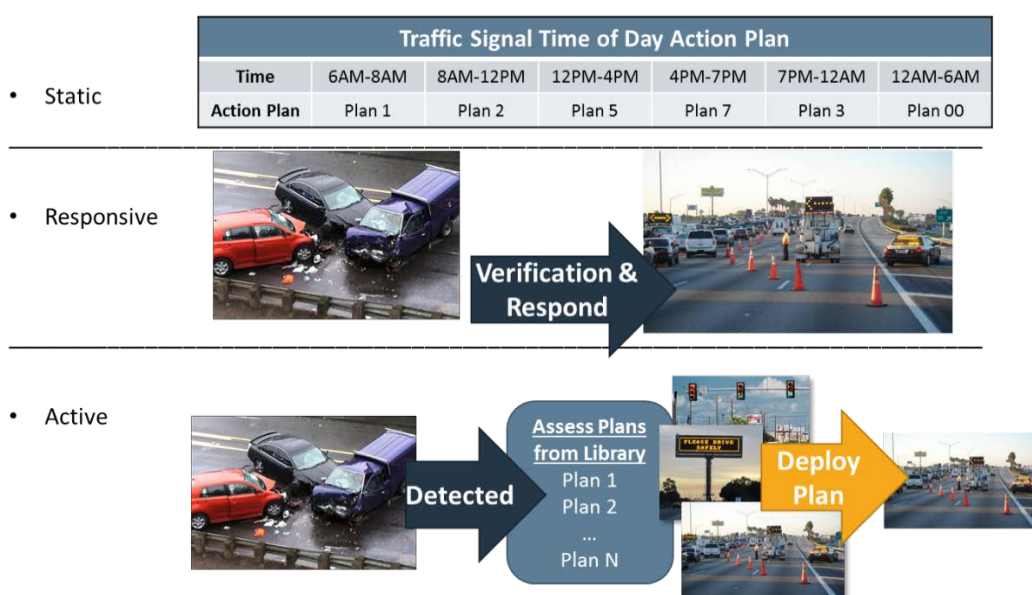 Traffic Signal Time of Day Action Plan
Time 6AM-8AM 8AM-12PM 12PM-4PM 4PM-7PM 7PM-12AM 12AM-6AM
Action Plan Plan 1 Plan 2 Plan 5 Plan 7 Plan 3 Plan 00
• Static
• Responsive
Verification &
Respond
• Active
Detected
Assess Plans
from Library
Plan 1
Plan 2
...
Plan N
PLEASE DRIVE
SAFELY
Deploy
Plan